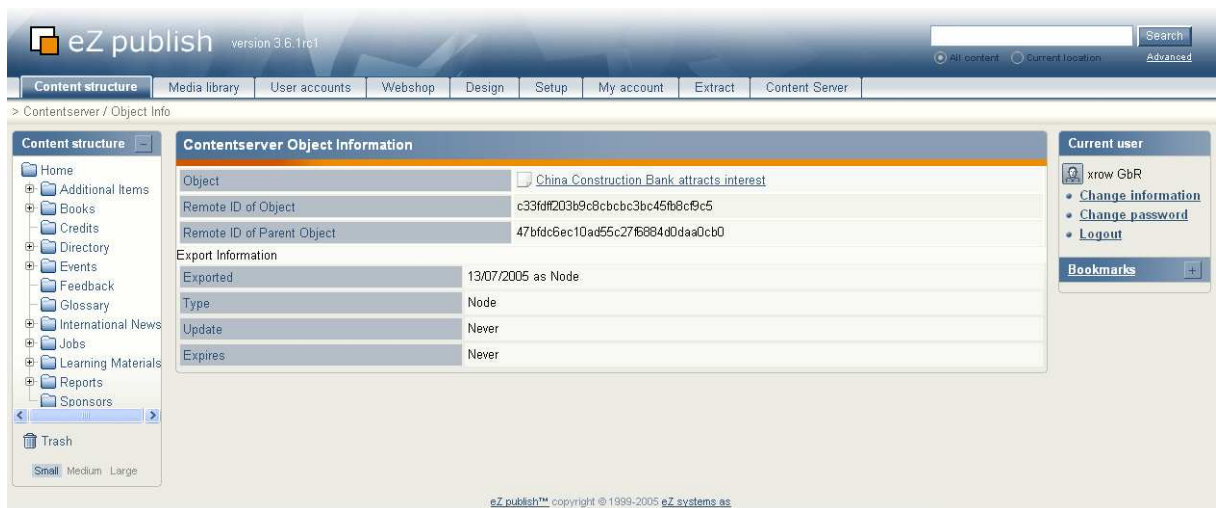 eZ publish version 3.6.1rc1
Search
All content Current location Advanced
Content structure Media library User accounts Webshop Design Setup My account Extract Content Server
> Contentserver / Object Info
Content structure
Home
Additional Items
Books
Credits
Directory
Events
Feedback
Glossary
International News
Jobs
Learning Materials
Reports
Sponsors
Trash
Small Medium Large
Contentserver Object Information
Object China Construction Bank attracts interest
Remote ID of Object c33fdff203b9c8cbcbc3bc45fb8cf9c5
Remote ID of Parent Object 47bfdc6ec10ad55c27f6884d0daa0cb0
Export Information
Exported 13/07/2005 as Node
Type Node
Update Never
Expires Never
Current user
xrow GbR
Change information
Change password
Logout
Bookmarks
eZ publish™ copyright © 1999-2005 eZ systems as